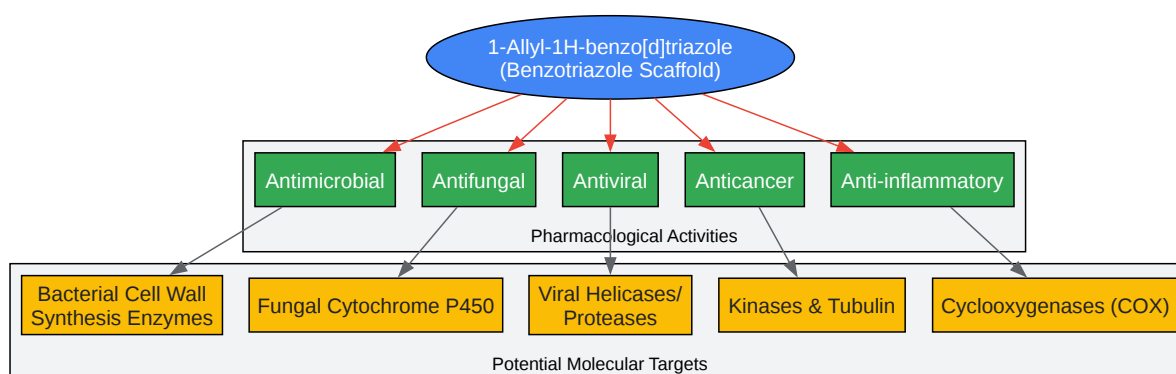 1-Allyl-1H-benzo[d]triazole
(Benzotriazole Scaffold)
Antimicrobial
Antifungal
Antiviral
Anticancer
Anti-inflammatory
Pharmacological Activities
Bacterial Cell Wall
Synthesis Enzymes
Fungal Cytochrome P450
Viral Helicases/
Proteases
Kinases & Tubulin
Cyclooxygenases (COX)
Potential Molecular Targets